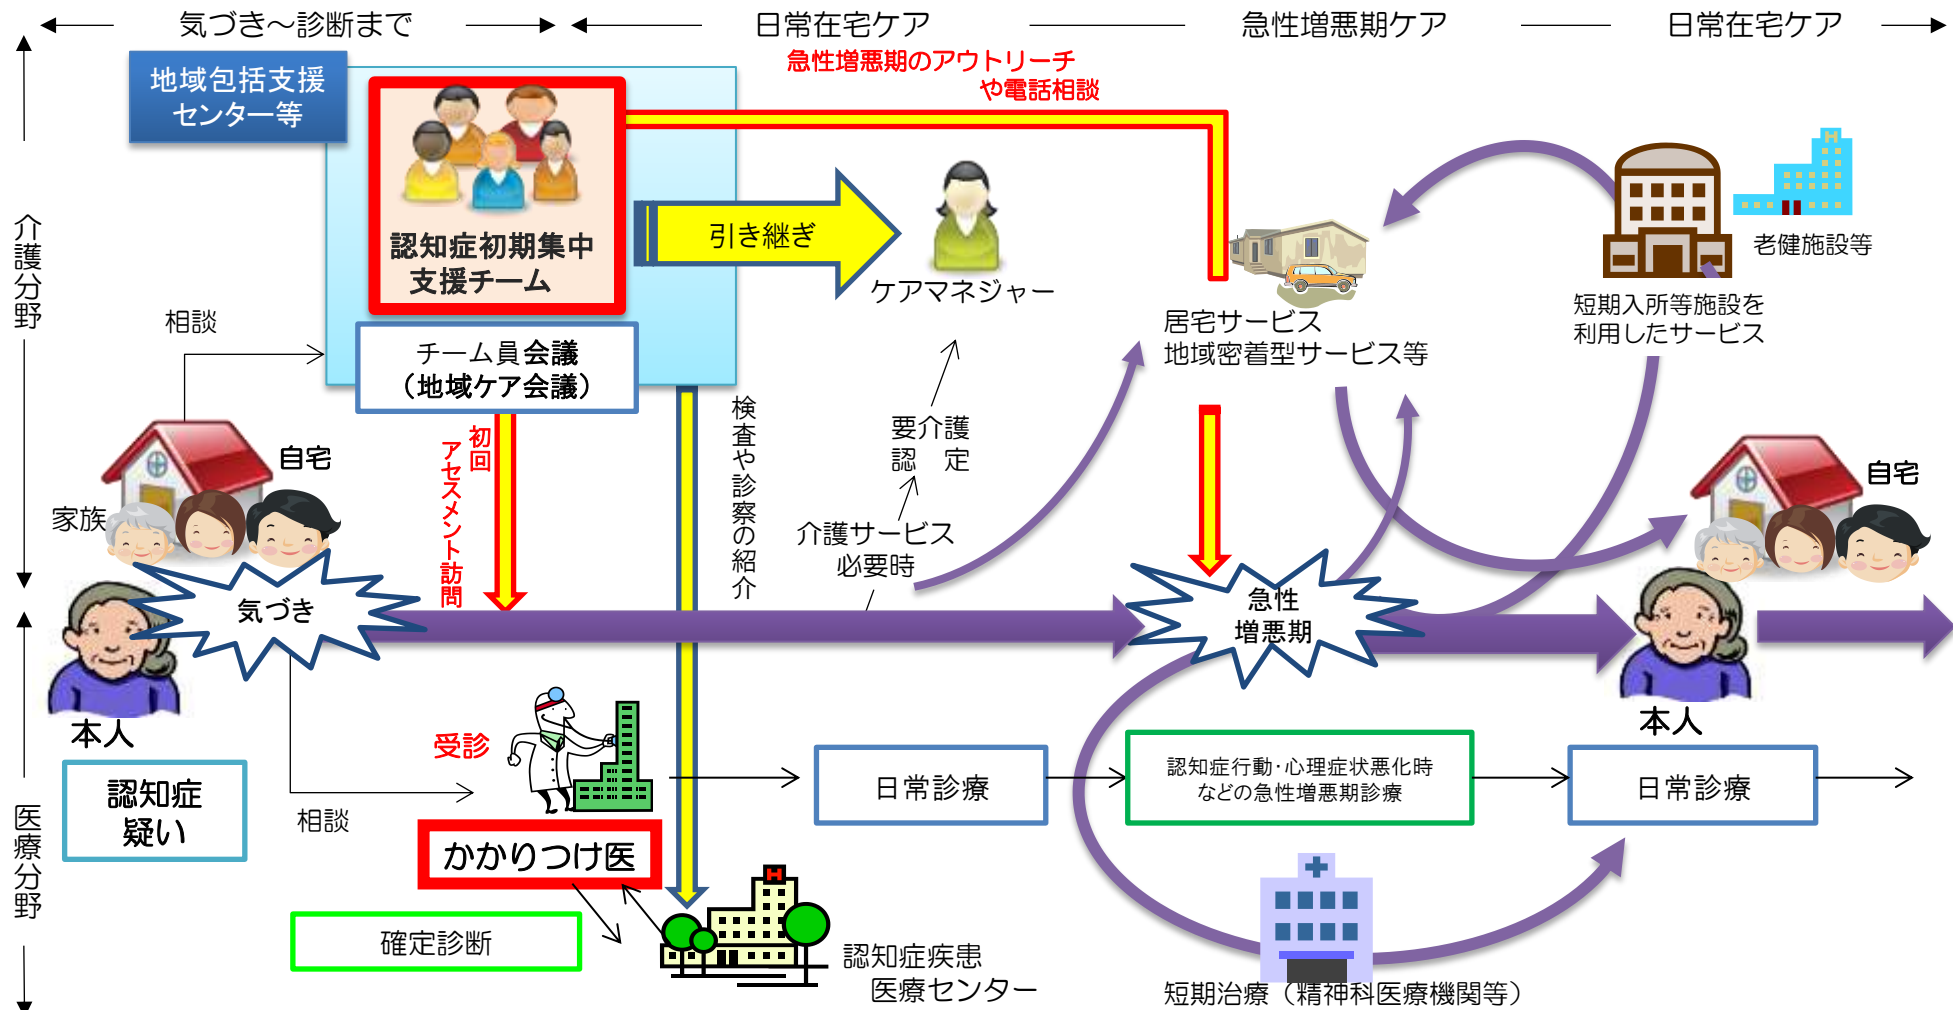 気づき～診断まで
日常在宅ケア
急性増悪期ケア
日常在宅ケア
急性増悪期のアウトリーチ
や電話相談
地域包括支援
センター等
認知症初期集中
支援チーム
引き継ぎ
ケアマネジャー
老健施設等
短期入所等施設を
利用したサービス
居宅サービス
地域密着型サービス等
介護分野
相談
チーム員会議
（地域ケア会議）
初回
アセスメント訪問
検査や診察の紹介
要介護
認　定
介護サービス
必要時
自宅
家族
気づき
急性
増悪期
自宅
本人
本人
認知症
疑い
医療分野
相談
受診
かかりつけ医
日常診療
認知症行動･心理症状悪化時
などの急性増悪期診療
日常診療
確定診断
認知症疾患
医療センター
短期治療（精神科医療機関等）